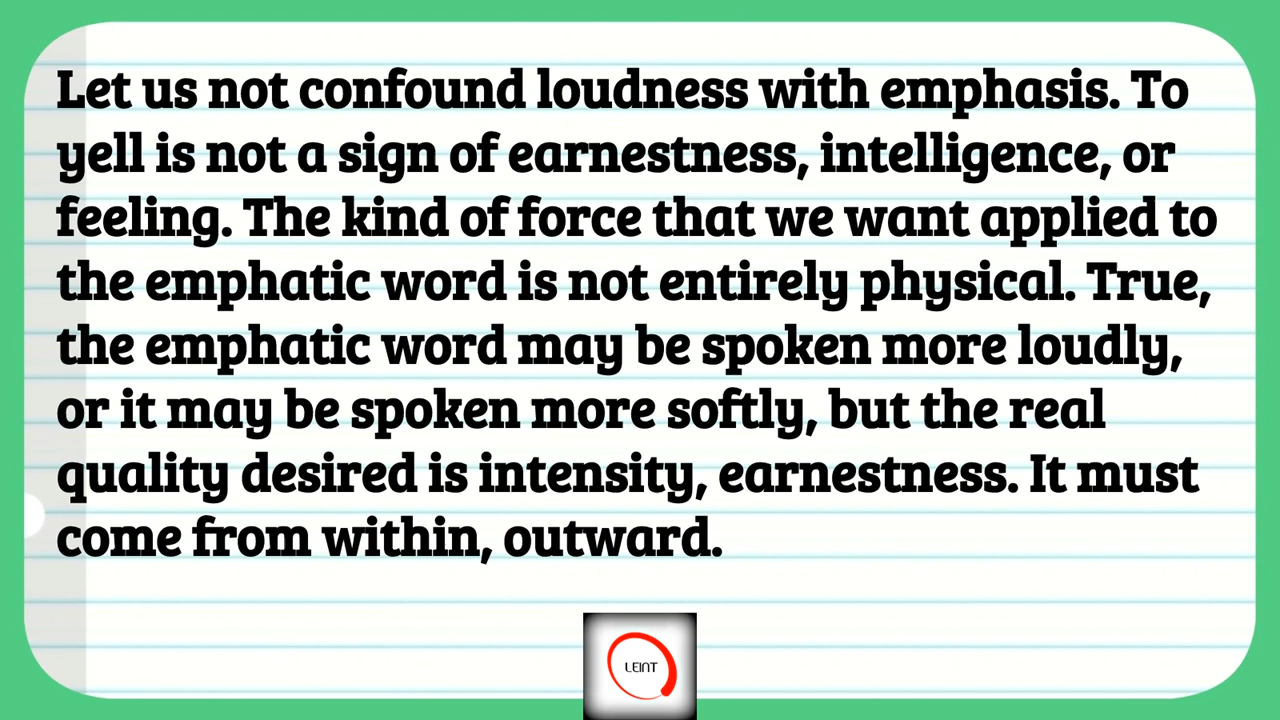 Let us not confound loudness with emphasis. To
yell is not a sign of earnestness, intelligence, or
feeling. The kind of force that we want applied to
the emphatic word is not entirely physical. True,
the emphatic word may be spoken more loudly,
or it may be spoken more softly, but the real
quality desired is intensity, earnestness. It must
come from within, outward.
LEINT